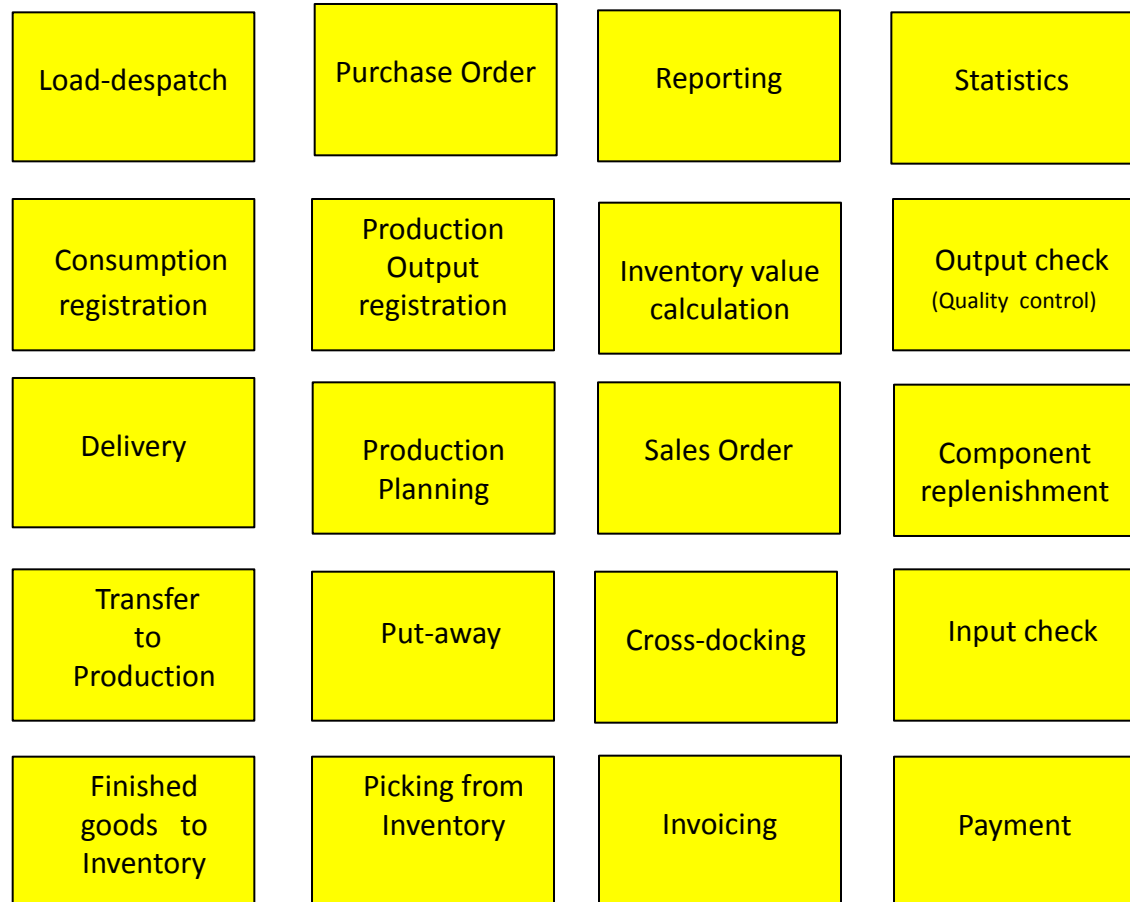 Load-despatch
Purchase Order
Reporting
Statistics
Consumption
registration
Production
Output
registration
Inventory value
calculation
Output check
(Quality control)
Delivery
Production
Planning
Sales Order
Component
replenishment
Transfer
to
Production
Put-away
Cross-docking
Input check
Finished
goods to
Inventory
Picking from
Inventory
Invoicing
Payment